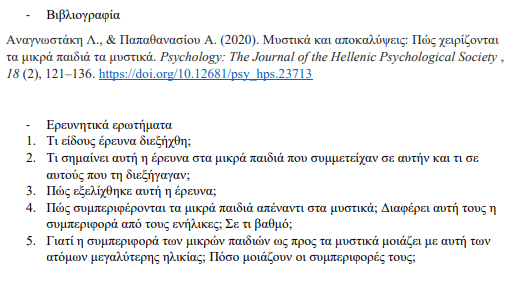 - Βιβλιογραφία
Αναγνωστάκη Λ., & Παπαθανασίου Α. (2020). Μυστικά και αποκαλύψεις: Πώς χειρίζονται
τα μικρά παιδιά τα μυστικά. Psychology: The Journal of the Hellenic Psychological Society ,
18 (2), 121–136. https://doi.org/10.12681/psy_hps.23713
- Ερευνητικά ερωτήματα
1. Τι είδους έρευνα διεξήχθη;
2. Τι σημαίνει αυτή η έρευνα στα μικρά παιδιά που συμμετείχαν σε αυτήν και τι σε
αυτούς που τη διεξήγαγαν;
3. Πώς εξελίχθηκε αυτή η έρευνα;
4. Πώς συμπεριφέρονται τα μικρά παιδιά απέναντι στα μυστικά; Διαφέρει αυτή τους η
συμπεριφορά από τους ενήλικες; Σε τι βαθμό;
5. Γιατί η συμπεριφορά των μικρών παιδιών ως προς τα μυστικά μοιάζει με αυτή των
ατόμων μεγαλύτερης ηλικίας; Πόσο μοιάζουν οι συμπεριφορές τους;